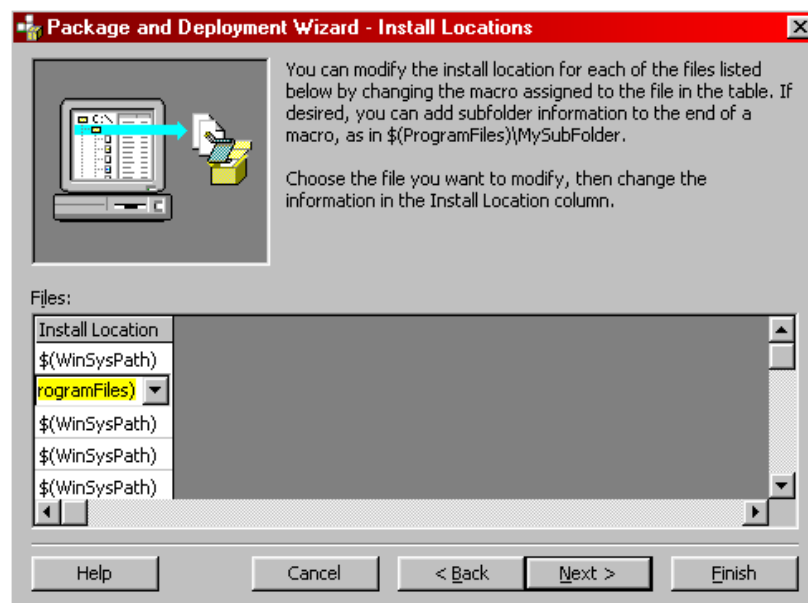 Package and Deployment Wizard - Install Locations
You can modify the install location for each of the files listed
below by changing the macro assigned to the file in the table. If
desired, you can add subfolder information to the end of a
macro, as in $(ProgramFiles)\MySubFolder.
Choose the file you want to modify, then change the
information in the Install Location column.
C:\
Files:
Install Location
$(WinSysPath)
rogramFiles)
$(WinSysPath)
$(WinSysPath)
$(WinSysPath)
Help
Cancel
< Back
Next >
Finish